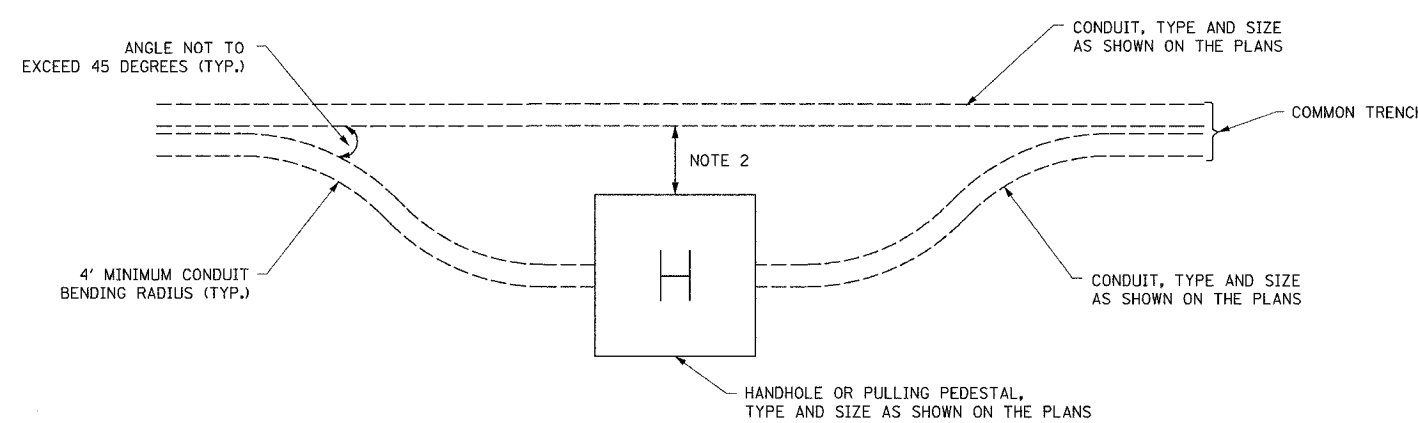 ANGLE NOT TO
EXCEED 45 DEGREES (TYP.)
CONDUIT, TYPE AND SIZE
AS SHOWN ON THE PLANS
COMMON TRENCH
NOTE 2
H
4' MINIMUM CONDUIT
BENDING RADIUS (TYP.)
CONDUIT, TYPE AND SIZE
AS SHOWN ON THE PLANS
HANDHOLE OR PULLING PEDESTAL,
TYPE AND SIZE AS SHOWN ON THE PLANS